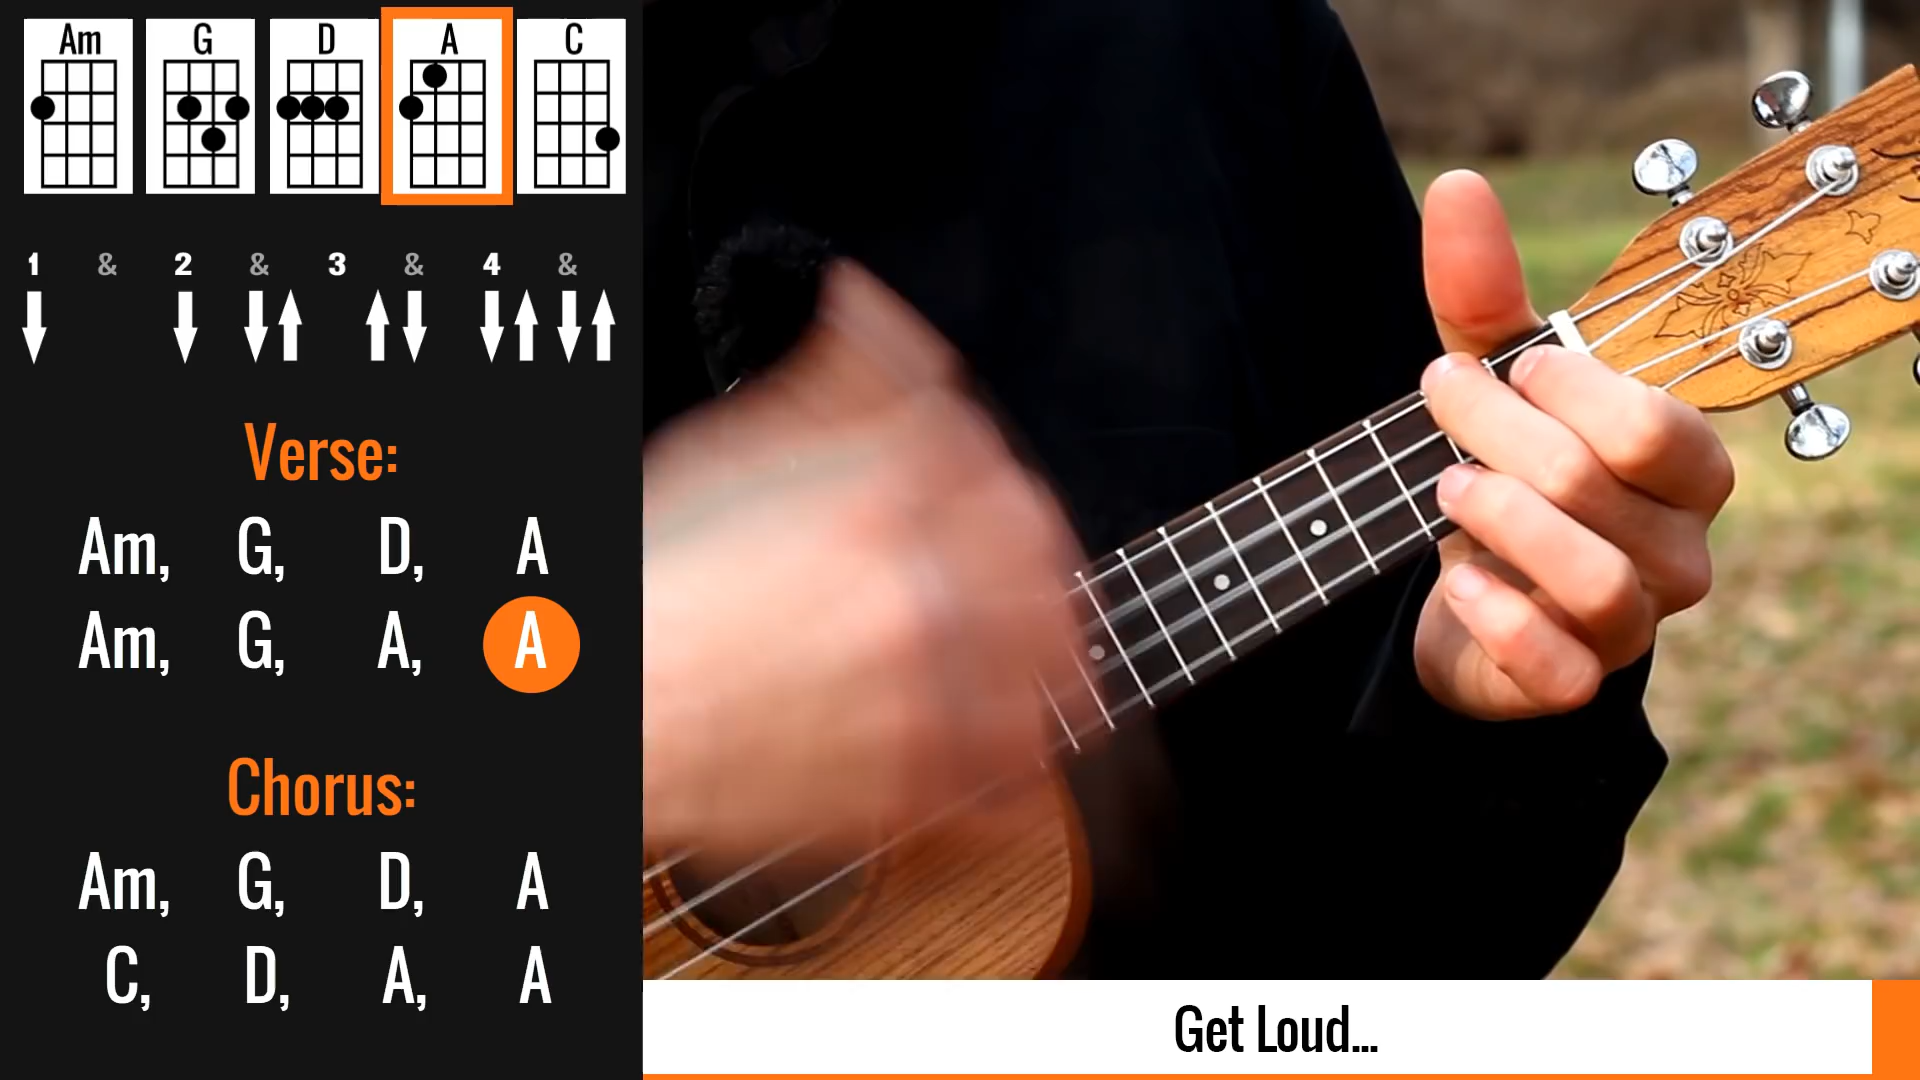 Am G D A C
1 & 2 & 3 & 4 &
Verse:
Am, G, D, A
Am, G, A, A
Chorus:
Am, G, D, A
C, D, A, A
Get Loud...